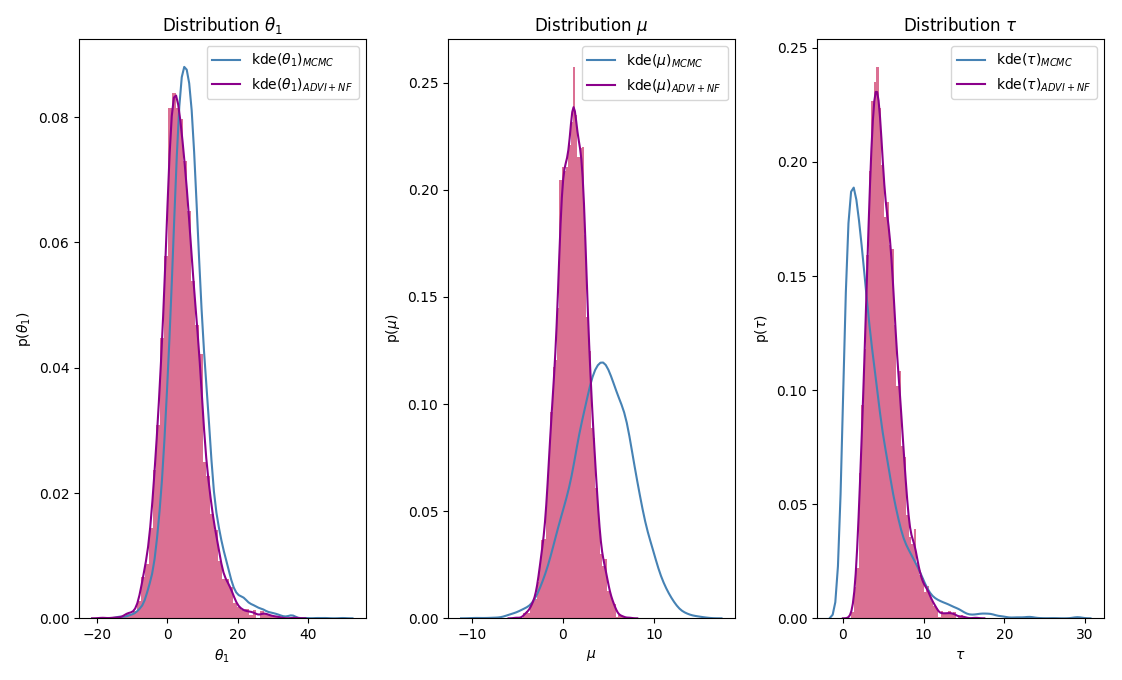 Distribution θ₁
kde(θ₁)MCMC
kde(θ₁)ADVI+NF
0.08
0.06
0.04
0.02
0.00
p(θ₁)
−20 0 20 40
θ₁
Distribution μ
kde(μ)MCMC
kde(μ)ADVI+NF
0.25
0.20
0.15
0.10
0.05
0.00
p(μ)
−10 0 10
μ
Distribution τ
kde(τ)MCMC
kde(τ)ADVI+NF
0.25
0.20
0.15
0.10
0.05
0.00
p(τ)
0 10 20 30
τ